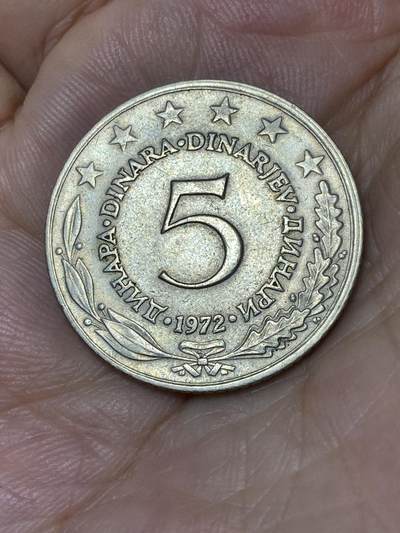 ДИНАРА · DINARA · DINARJEV · ДИНАРИ
5
· 1972 ·